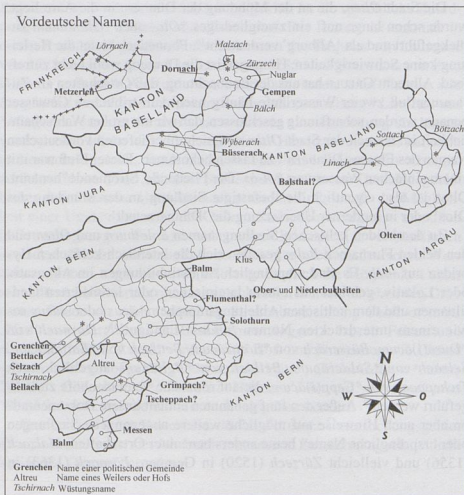 Vordeutsche Namen
Malzach
Lörnach
Zürzech
FRANKREICH
Dornach
Nuglar
Metzerlen
Gempen
KANTON
BASELLAND
Bälch
Bötzach
Sottach
Wyberach
KANTON BASELLAND
Büsserach
Linach
Balsthal?
KANTON JURA
Olten
KANTON AARGAU
Klus
KANTON BERN
Balm
Ober- und Niederbuchsiten
Flumenthal?
Solothurn
Grenchen
Bettlach
Selzach
Tschirnach
Bellach
Altreu
Grimpach?
KANTON BERN
Tscheppach?
Messen
Balm
N
W
O
S
Grenchen Name einer politischen Gemeinde
Altreu Name eines Weilers oder Hofs
Tschirnach Wüstungsname